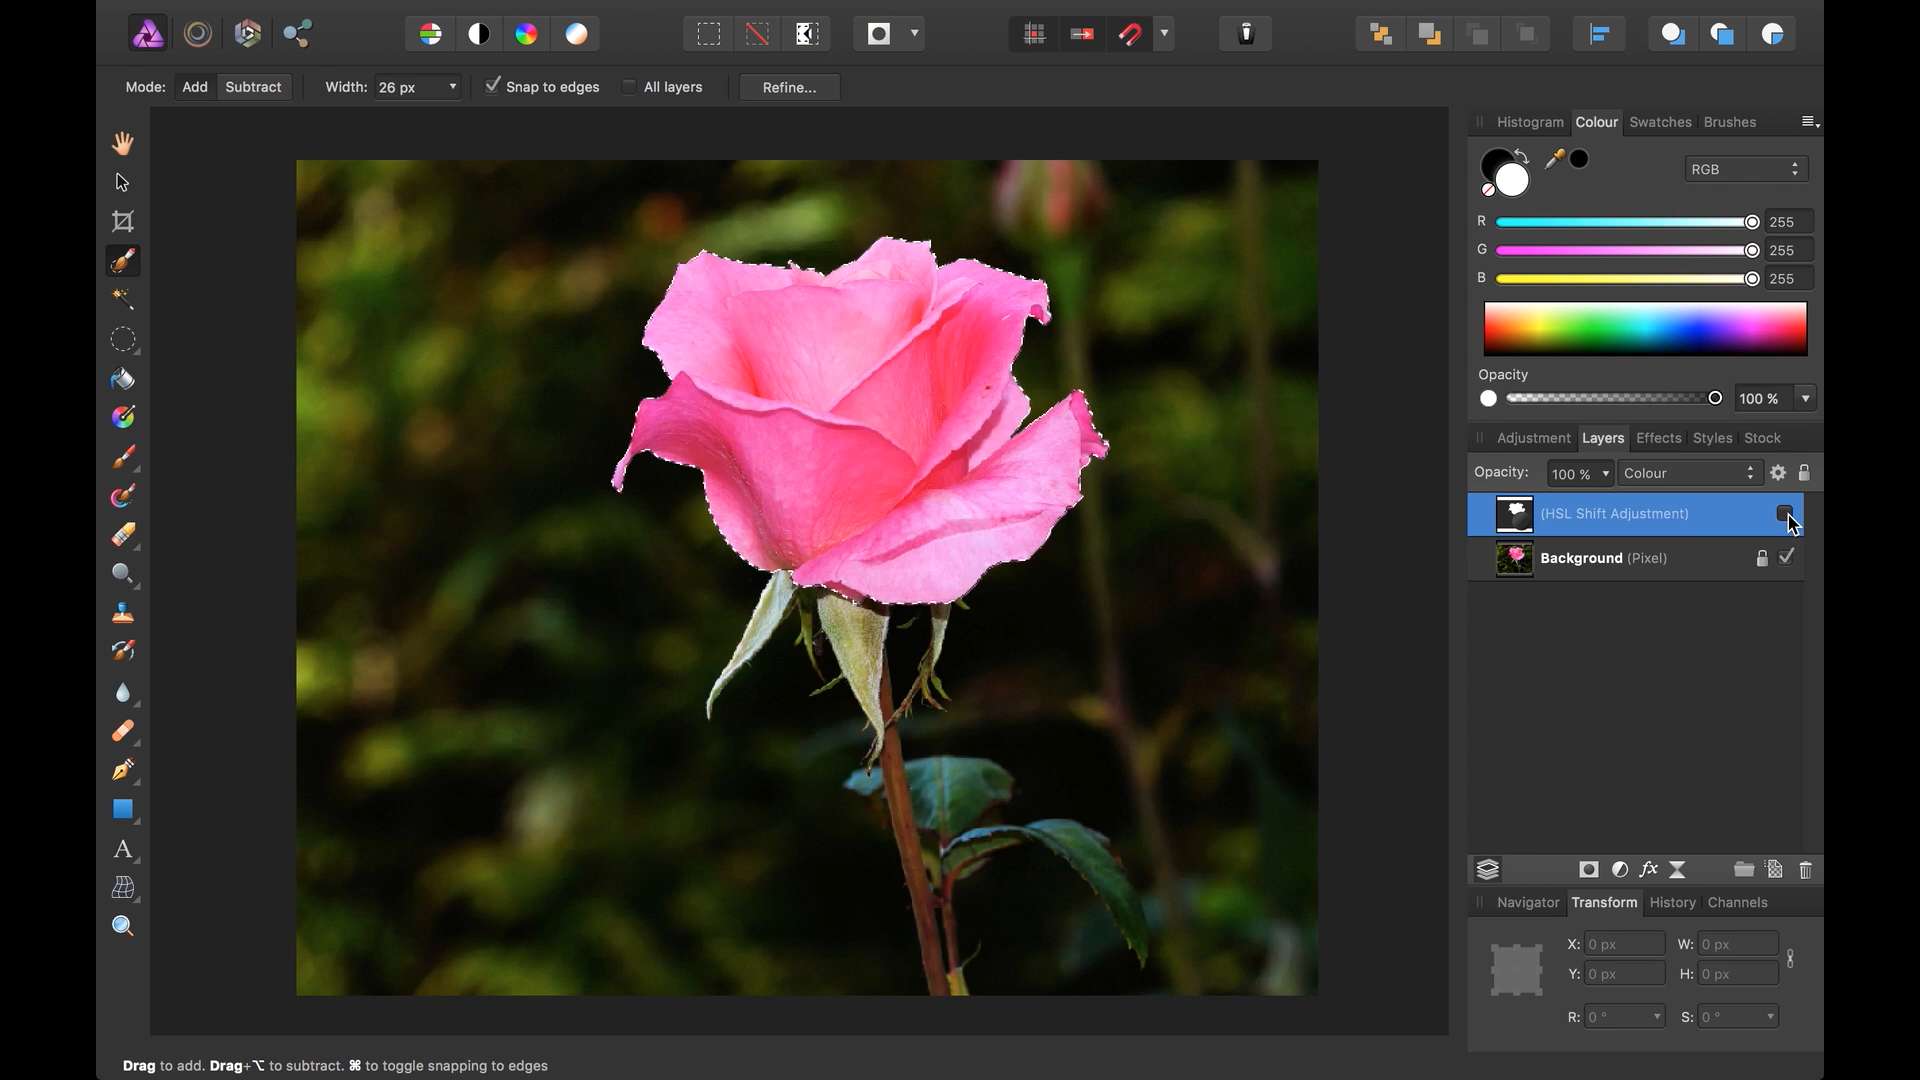 Mode: Add Subtract Width: 26 px Snap to edges All layers Refine...
Histogram Colour Swatches Brushes
RGB
R 255
G 255
B 255
Opacity
100 %
Adjustment Layers Effects Styles Stock
Opacity: 100 % Colour
(HSL Shift Adjustment)
Background (Pixel)
fx
Navigator Transform History Channels
X: 0 px W: 0 px
Y: 0 px H: 0 px
R: 0 ° S: 0 °
Drag to add. Drag+⌥ to subtract. ⌘ to toggle snapping to edges